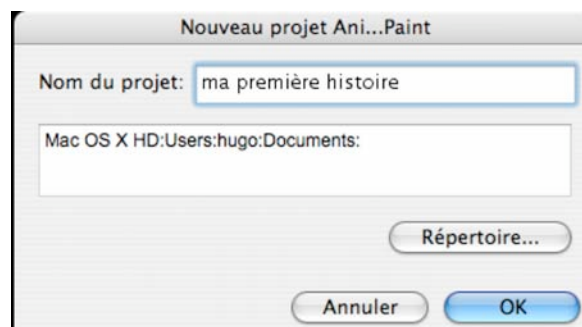 Nouveau projet Ani...Paint
Nom du projet: ma première histoire
Mac OS X HD:Users:hugo:Documents:
Répertoire...
Annuler OK